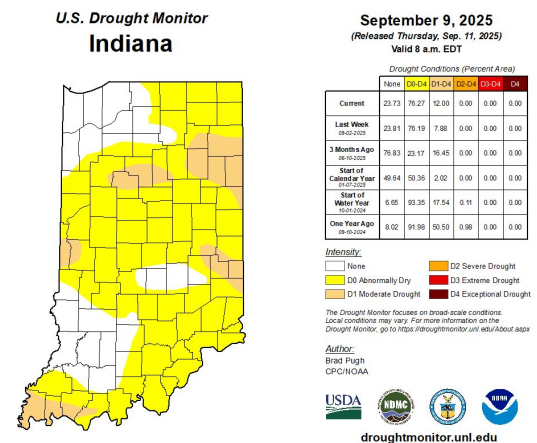 U.S. Drought Monitor
Indiana
September 9, 2025
(Released Thursday, Sep. 11, 2025)
Valid 8 a.m. EDT
Drought Conditions (Percent Area)
None D0-D4 D1-D4 D2-D4 D3-D4 D4
Current 23.73 76.27 12.00 0.00 0.00 0.00
Last Week 23.81 76.19 7.88 0.00 0.00 0.00
09-02-2025
3 Months Ago 76.83 23.17 16.45 0.00 0.00 0.00
06-10-2025
Start of
Calendar Year 49.64 50.36 2.02 0.00 0.00 0.00
01-07-2025
Start of
Water Year 6.65 93.35 17.54 0.11 0.00 0.00
10-01-2024
One Year Ago 8.02 91.98 50.50 0.98 0.00 0.00
09-10-2024
Intensity:
None
D0 Abnormally Dry
D1 Moderate Drought
D2 Severe Drought
D3 Extreme Drought
D4 Exceptional Drought
The Drought Monitor focuses on broad-scale conditions.
Local conditions may vary. For more information on the
Drought Monitor, go to https://droughtmonitor.unl.edu/About.aspx
Author:
Brad Pugh
CPC/NOAA
USDA
NDMC
NOAA
droughtmonitor.unl.edu